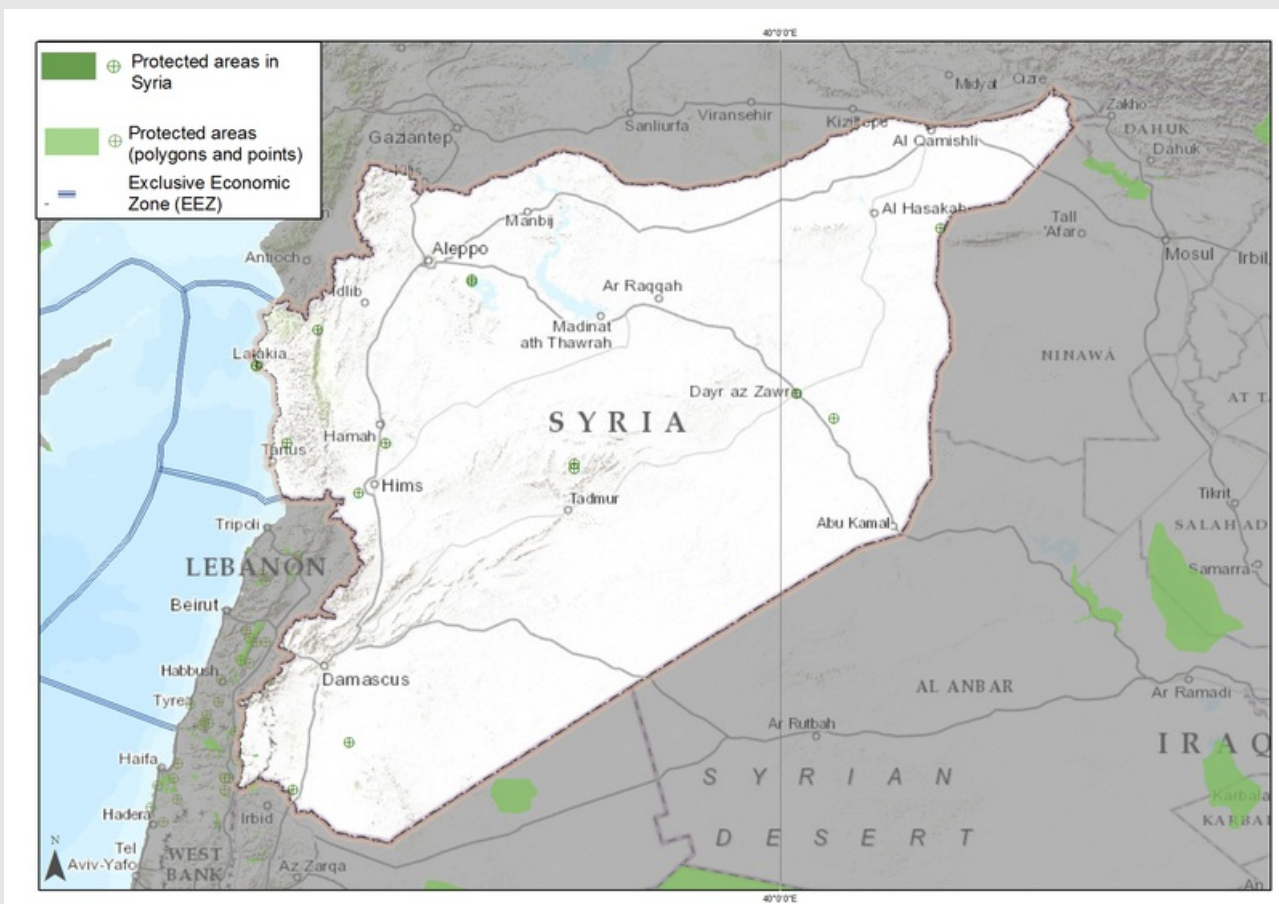 40°0'0"E
Protected areas in
Syria
Protected areas
(polygons and points)
Exclusive Economic
Zone (EEZ)
Midyat
Cizre
Zakho
DAHUK
Dahuk
Viransehir
Sanliurfa
Gaziantep
Al Qamishli
Manbij
Al Hasakah
Tall
'Afar
Mosul
Irbil
Aleppo
Antioch
Idlib
Ar Raqqah
Madinat
ath Thawrah
NINAWÁ
Latakia
Dayr az Zawr
AT T
SYRIA
Hamah
Tartus
Hims
Tadmur
Tikrit
Abu Kamal
SALAH AD
Tripoli
LEBANON
Samarra
Beirut
Habbush
Damascus
AL ANBAR
Ar Ramadi
Tyre
Ar Rutbah
IRAQ
Haifa
SYRIAN
Karbala
Hadera
Irbid
KARBA
DESERT
N
Tel
Aviv-Yafo
WEST
BANK
Az Zarqa
An
40°0'0"E